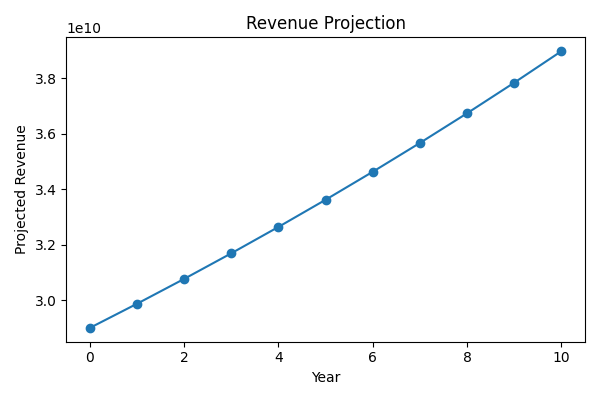 Revenue Projection
1e10
3.8
3.6
3.4
3.2
3.0
Projected Revenue
0 2 4 6 8 10
Year